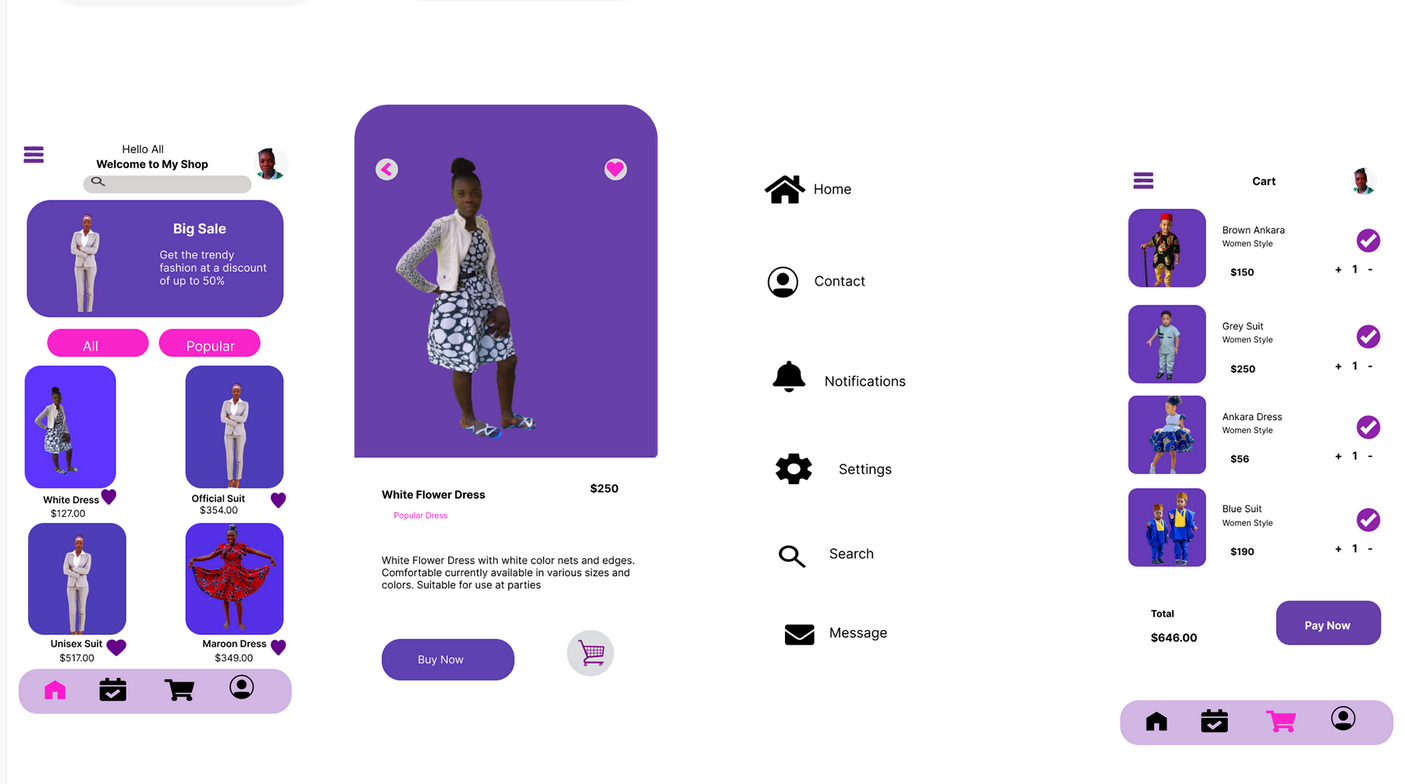 Hello All
Welcome to My Shop
Big Sale
Get the trendy
fashion at a discount
of up to 50%
All
Popular
White Dress
$127.00
Official Suit
$354.00
Unisex Suit
$517.00
Maroon Dress
$349.00
White Flower Dress
$250
Popular Dress
White Flower Dress with white color nets and edges.
Comfortable currently available in various sizes and
colors. Suitable for use at parties
Buy Now
Home
Contact
Notifications
Settings
Search
Message
Cart
Brown Ankara
Women Style
$150
+ 1 -
Grey Suit
Women Style
$250
+ 1 -
Ankara Dress
Women Style
$56
+ 1 -
Blue Suit
Women Style
$190
+ 1 -
Total
$646.00
Pay Now